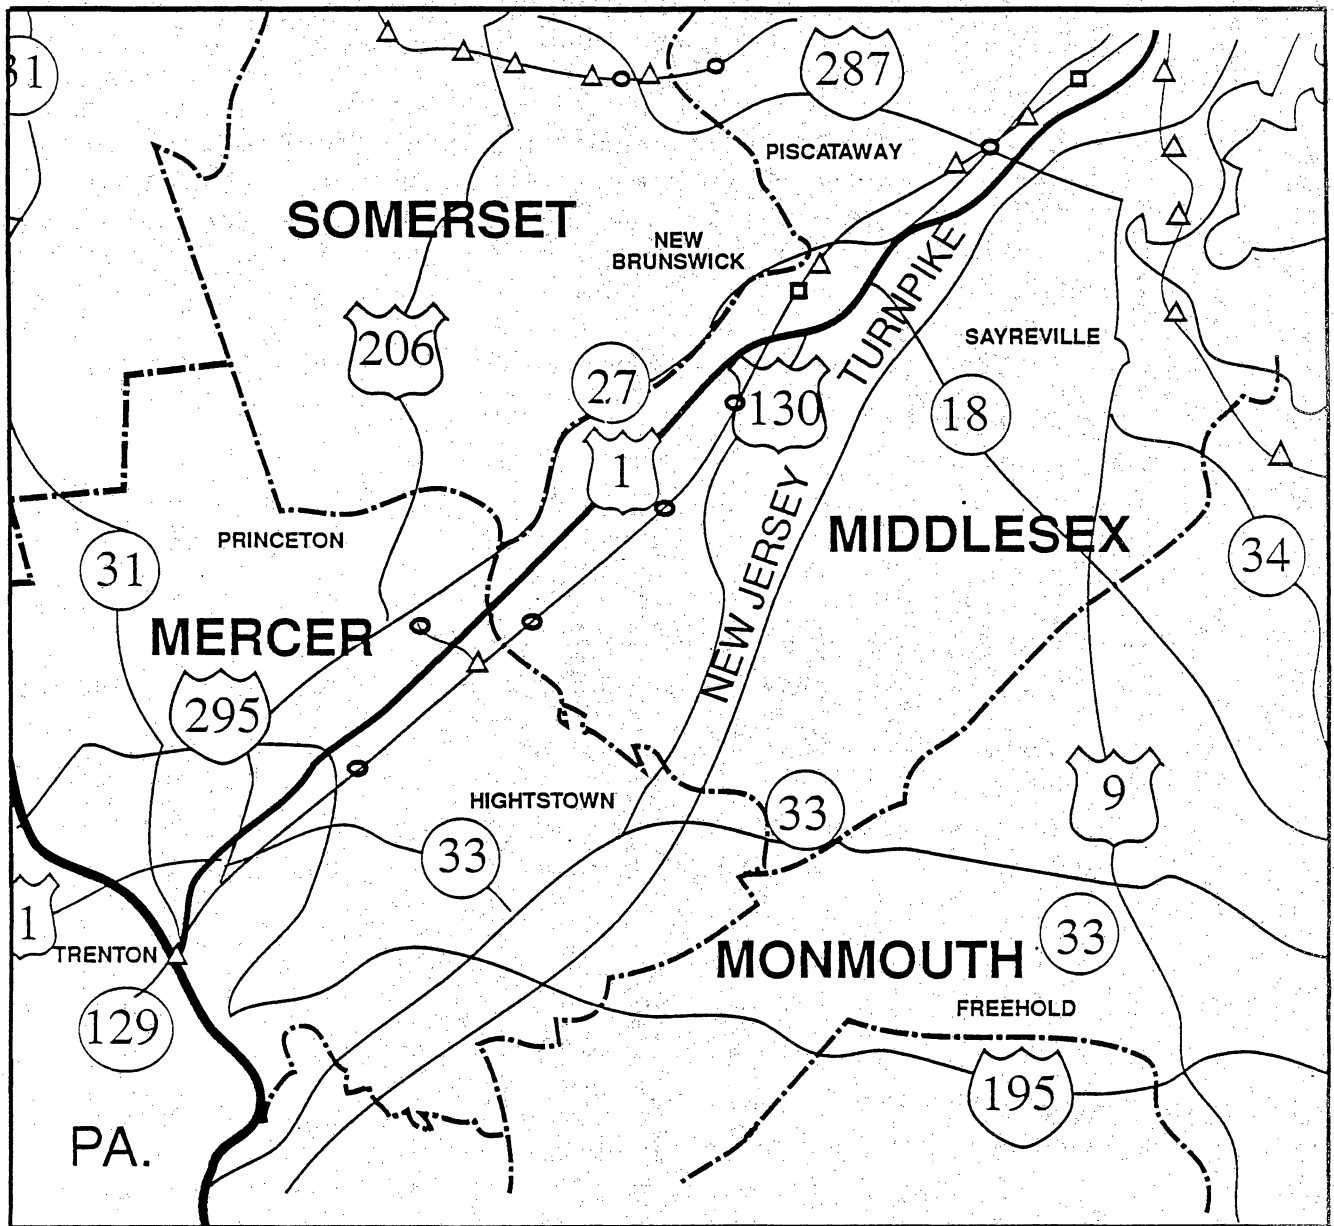 31
287
PISCATAWAY
SOMERSET
NEW
BRUNSWICK
TURNPIKE
206
SAYREVILLE
27
130
18
1
NEW JERSEY
PRINCETON
MIDDLESEX
31
34
MERCER
295
9
HIGHTSTOWN
33
33
1
TRENTON
MONMOUTH
33
FREEHOLD
129
195
PA.